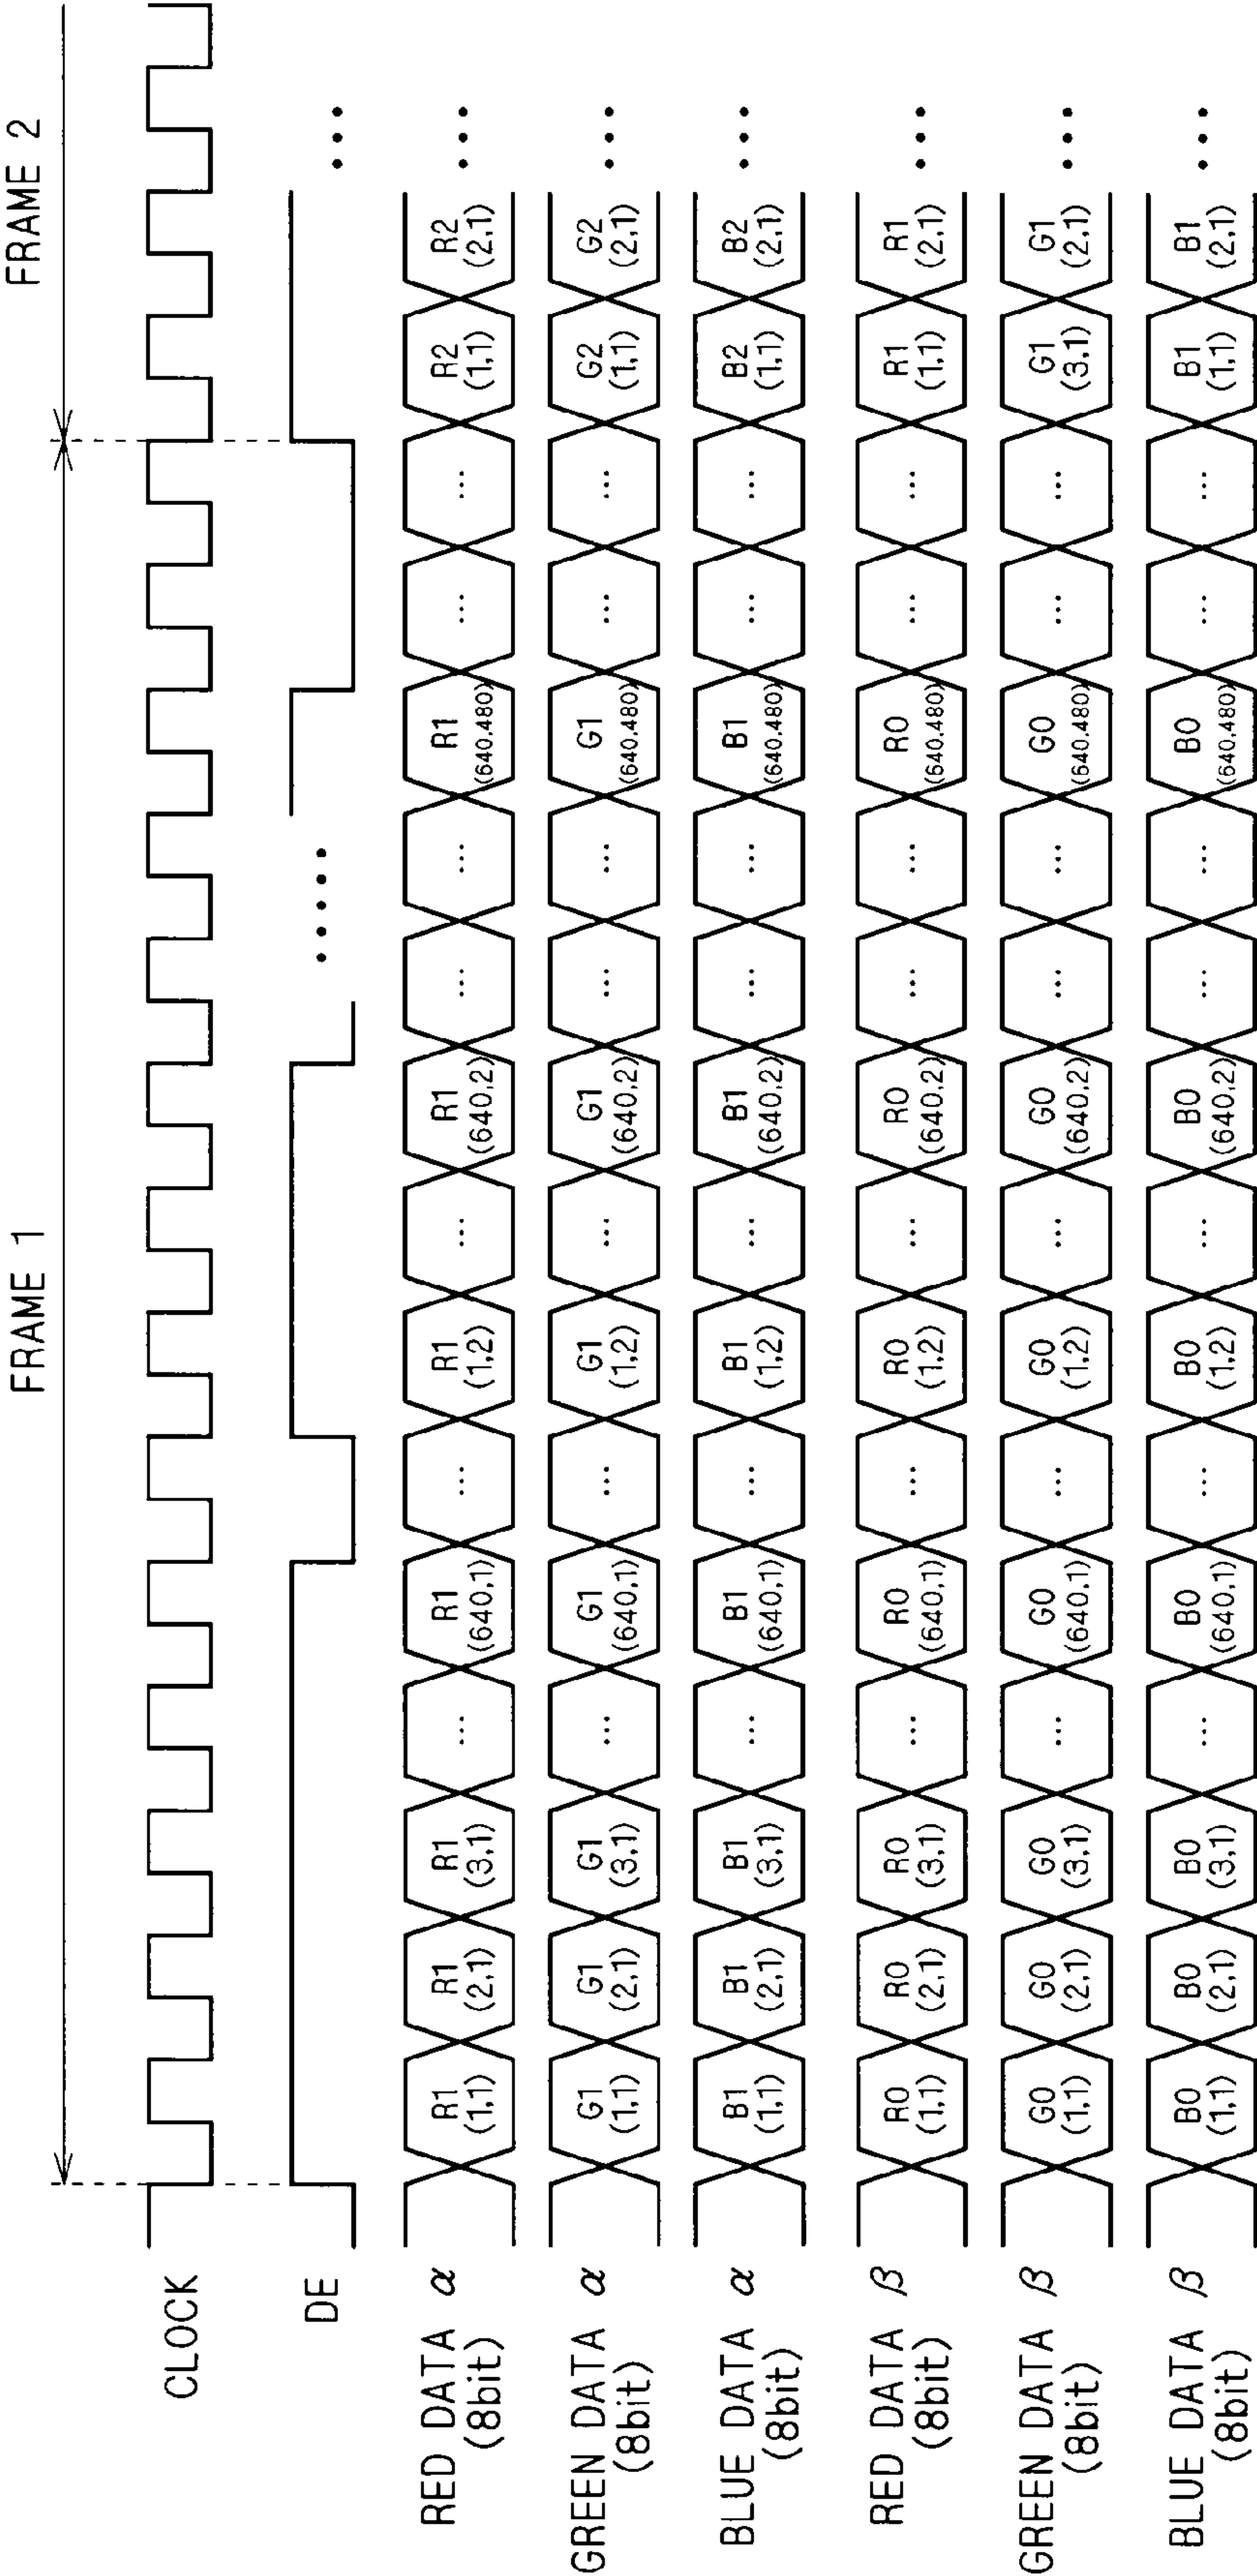 FRAME 1
FRAME 2
CLOCK
DE
•••••
•••
RED DATA α
(8bit)
R1
(1,1)
R1
(2,1)
R1
(3,1)
...
R1
(640,1)
...
R1
(1,2)
...
R1
(640,2)
...
...
R1
(640,480)
...
...
R2
(1,1)
R2
(2,1)
•••
GREEN DATA α
(8bit)
G1
(1,1)
G1
(2,1)
G1
(3,1)
...
G1
(640,1)
...
G1
(1,2)
...
G1
(640,2)
...
...
G1
(640,480)
...
...
G2
(1,1)
G2
(2,1)
•••
BLUE DATA α
(8bit)
B1
(1,1)
B1
(2,1)
B1
(3,1)
...
B1
(640,1)
...
B1
(1,2)
...
B1
(640,2)
...
...
B1
(640,480)
...
...
B2
(1,1)
B2
(2,1)
•••
RED DATA β
(8bit)
R0
(1,1)
R0
(2,1)
R0
(3,1)
...
R0
(640,1)
...
R0
(1,2)
...
R0
(640,2)
...
...
R0
(640,480)
...
...
R1
(1,1)
R1
(2,1)
•••
GREEN DATA β
(8bit)
G0
(1,1)
G0
(2,1)
G0
(3,1)
...
G0
(640,1)
...
G0
(1,2)
...
G0
(640,2)
...
...
G0
(640,480)
...
...
G1
(3,1)
G1
(2,1)
•••
BLUE DATA β
(8bit)
B0
(1,1)
B0
(2,1)
B0
(3,1)
...
B0
(640,1)
...
B0
(1,2)
...
B0
(640,2)
...
...
B0
(640,480)
...
...
B1
(1,1)
B1
(2,1)
•••